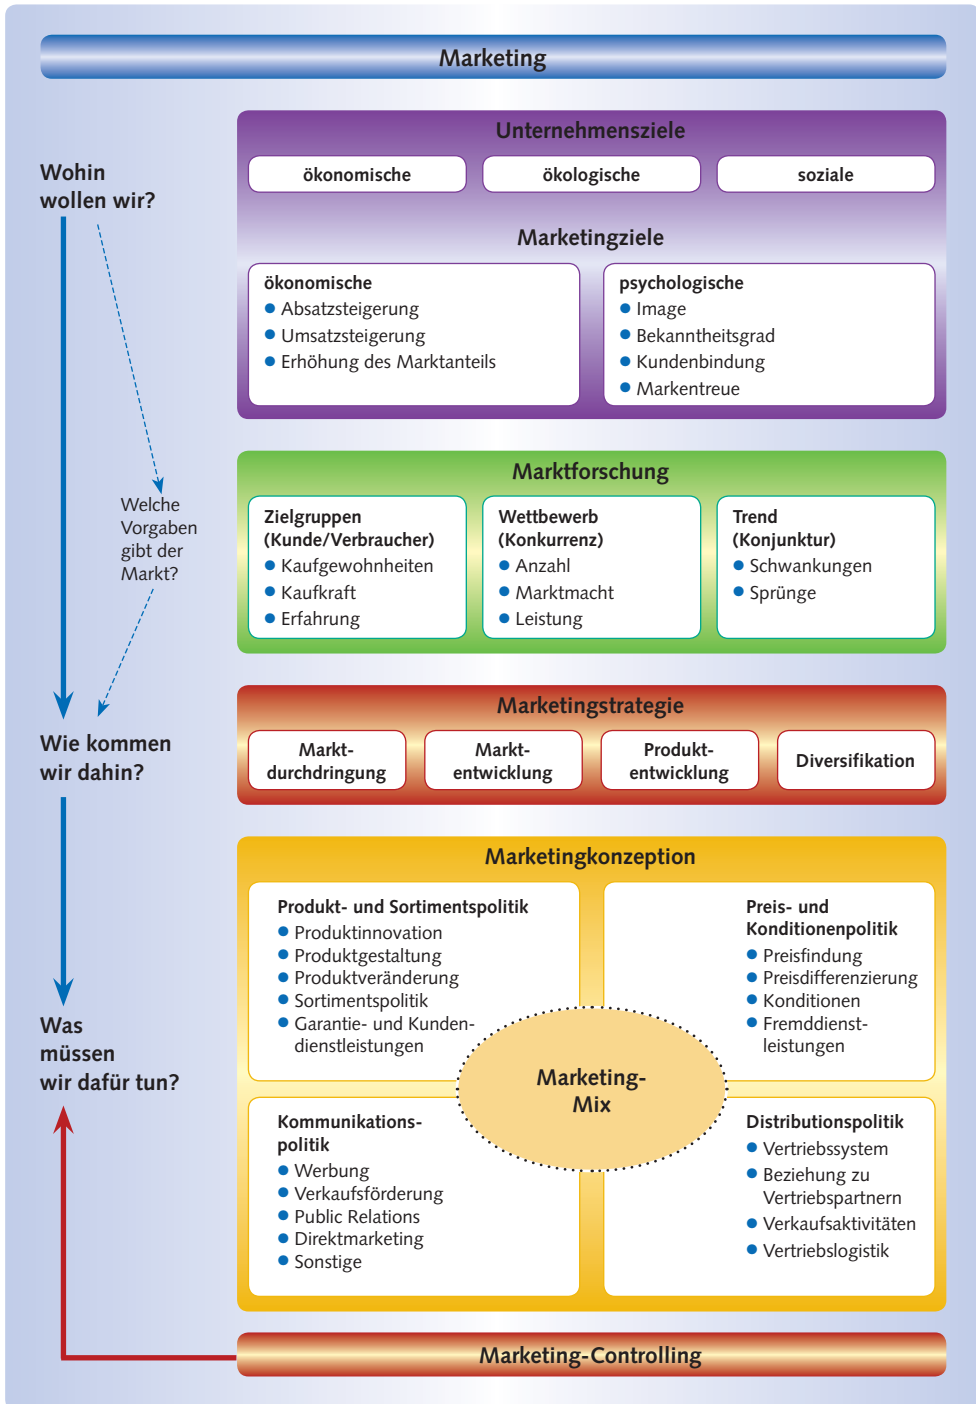 Marketing
Wohin
wollen wir?
Unternehmensziele
ökonomische
ökologische
soziale
Marketingziele
ökonomische
Absatzsteigerung
Umsatzsteigerung
Erhöhung des Marktanteils
psychologische
Image
Bekanntheitsgrad
Kundenbindung
Markentreue
Welche
Vorgaben
gibt der
Markt?
Marktforschung
Zielgruppen
(Kunde/Verbraucher)
Kaufgewohnheiten
Kaufkraft
Erfahrung
Wettbewerb
(Konkurrenz)
Anzahl
Marktmacht
Leistung
Trend
(Konjunktur)
Schwankungen
Sprünge
Wie kommen
wir dahin?
Marketingstrategie
Markt-
durchdringung
Markt-
entwicklung
Produkt-
entwicklung
Diversifikation
Was
müssen
wir dafür tun?
Marketingkonzeption
Produkt- und Sortimentspolitik
Produktinnovation
Produktgestaltung
Produktveränderung
Sortimentspolitik
Garantie- und Kunden-
dienstleistungen
Preis- und
Konditionenpolitik
Preisfindung
Preisdifferenzierung
Konditionen
Fremddienst-
leistungen
Marketing-
Mix
Kommunikations-
politik
Werbung
Verkaufsförderung
Public Relations
Direktmarketing
Sonstige
Distributionspolitik
Vertriebssystem
Beziehung zu
Vertriebspartnern
Verkaufsaktivitäten
Vertriebslogistik
Marketing-Controlling